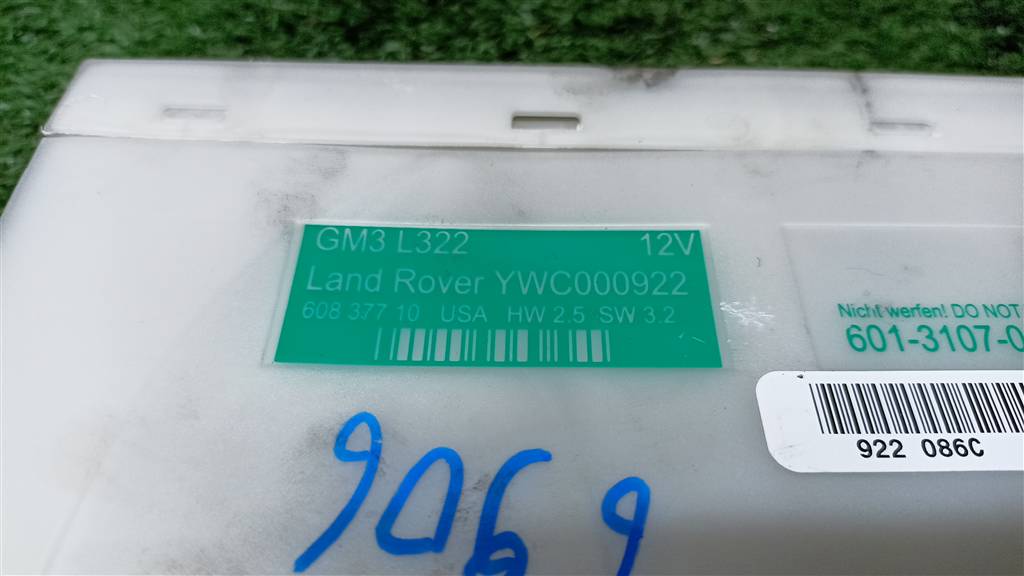 GM3 L322 12V
Land Rover YWC000922
608 377 10 USA HW 2.5 SW 3.2
Nicht werfen! DO NOT
601-3107-0
922 086C
9069